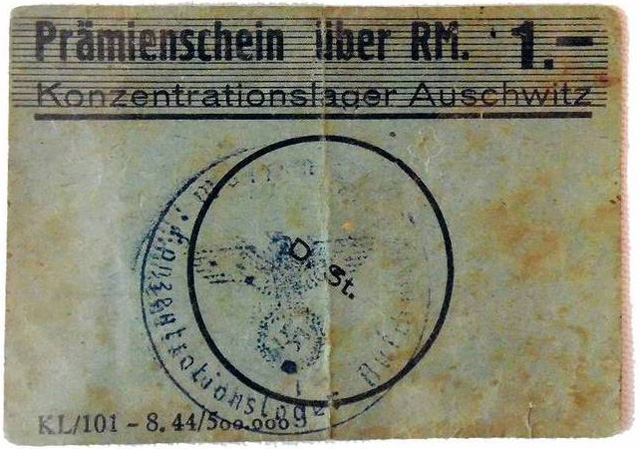 Prämienschein über RM. 1.—
Konzentrationslager Auschwitz
D. St.
Konzentrationslager
KL/101 - 8. 44/500.000